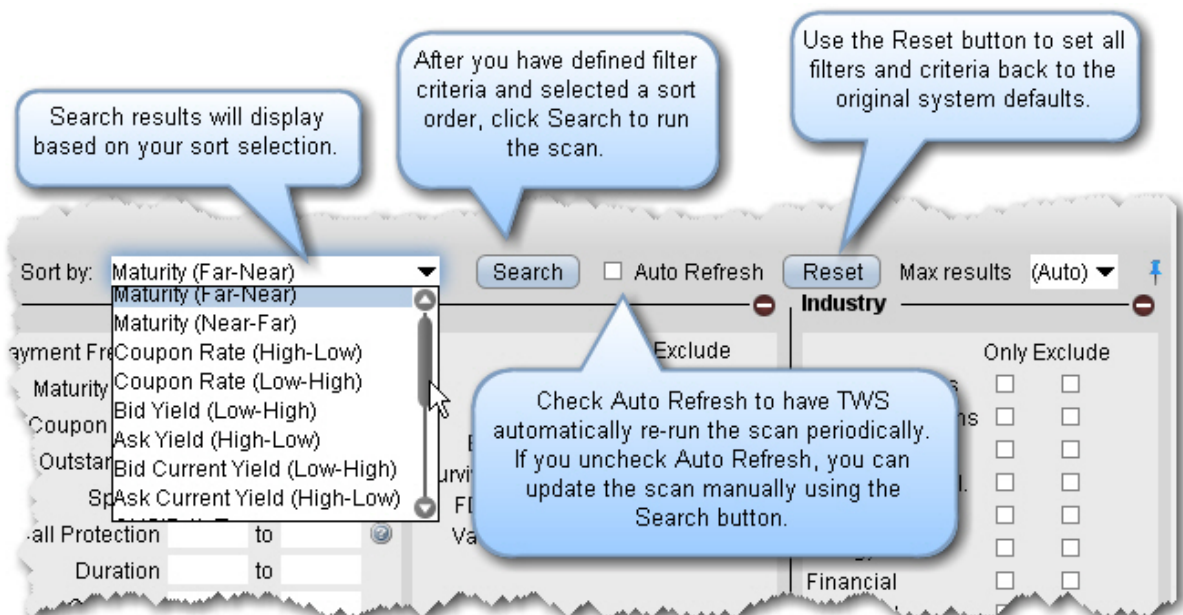 Search results will display
based on your sort selection.
After you have defined filter
criteria and selected a sort
order, click Search to run
the scan.
Use the Reset button to set all
filters and criteria back to the
original system defaults.
Sort by: Maturity (Far-Near) Search Auto Refresh Reset Max results (Auto)
Maturity (Far-Near)
Maturity (Near-Far)
Coupon Rate (High-Low)
Coupon Rate (Low-High)
Bid Yield (Low-High)
Ask Yield (High-Low)
Bid Current Yield (Low-High)
Ask Current Yield (High-Low)
Maturity
Coupon
all Protection to
Duration to
Exclude
Check Auto Refresh to have TWS
automatically re-run the scan periodically.
If you uncheck Auto Refresh, you can
update the scan manually using the
Search button.
Industry
Only Exclude
Financial